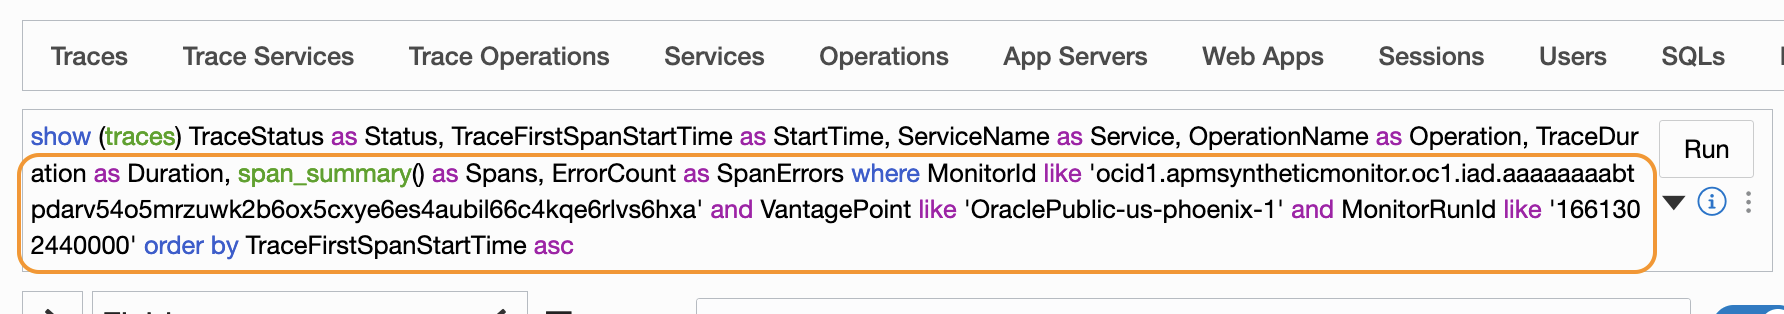 Traces Trace Services Trace Operations Services Operations App Servers Web Apps Sessions Users SQLs
show (traces) TraceStatus as Status, TraceFirstSpanStartTime as StartTime, ServiceName as Service, OperationName as Operation, TraceDur
ation as Duration, span_summary() as Spans, ErrorCount as SpanErrors where MonitorId like 'ocid1.apmsyntheticmonitor.oc1.iad.aaaaaaaabt
pdarv54o5mrzuwk2b6ox5cxye6es4aubil66c4kqe6rlvs6hxa' and VantagePoint like 'OraclePublic-us-phoenix-1' and MonitorRunId like '166130
2440000' order by TraceFirstSpanStartTime asc
Run